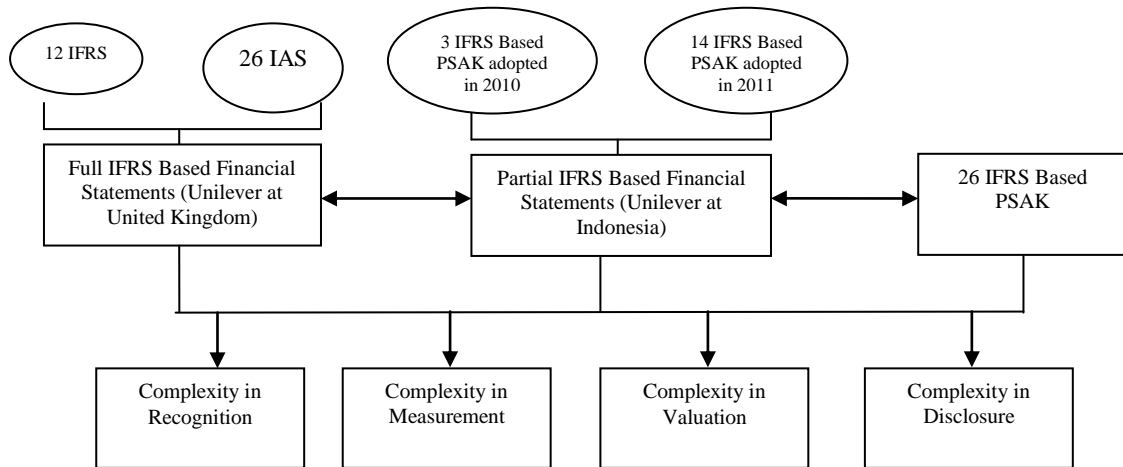 12 IFRS
26 IAS
3 IFRS Based
PSAK adopted
in 2010
14 IFRS Based
PSAK adopted
in 2011
Full IFRS Based Financial
Statements (Unilever at
United Kingdom)
Partial IFRS Based Financial
Statements (Unilever at
Indonesia)
26 IFRS Based
PSAK
Complexity in
Recognition
Complexity in
Measurement
Complexity in
Valuation
Complexity in
Disclosure